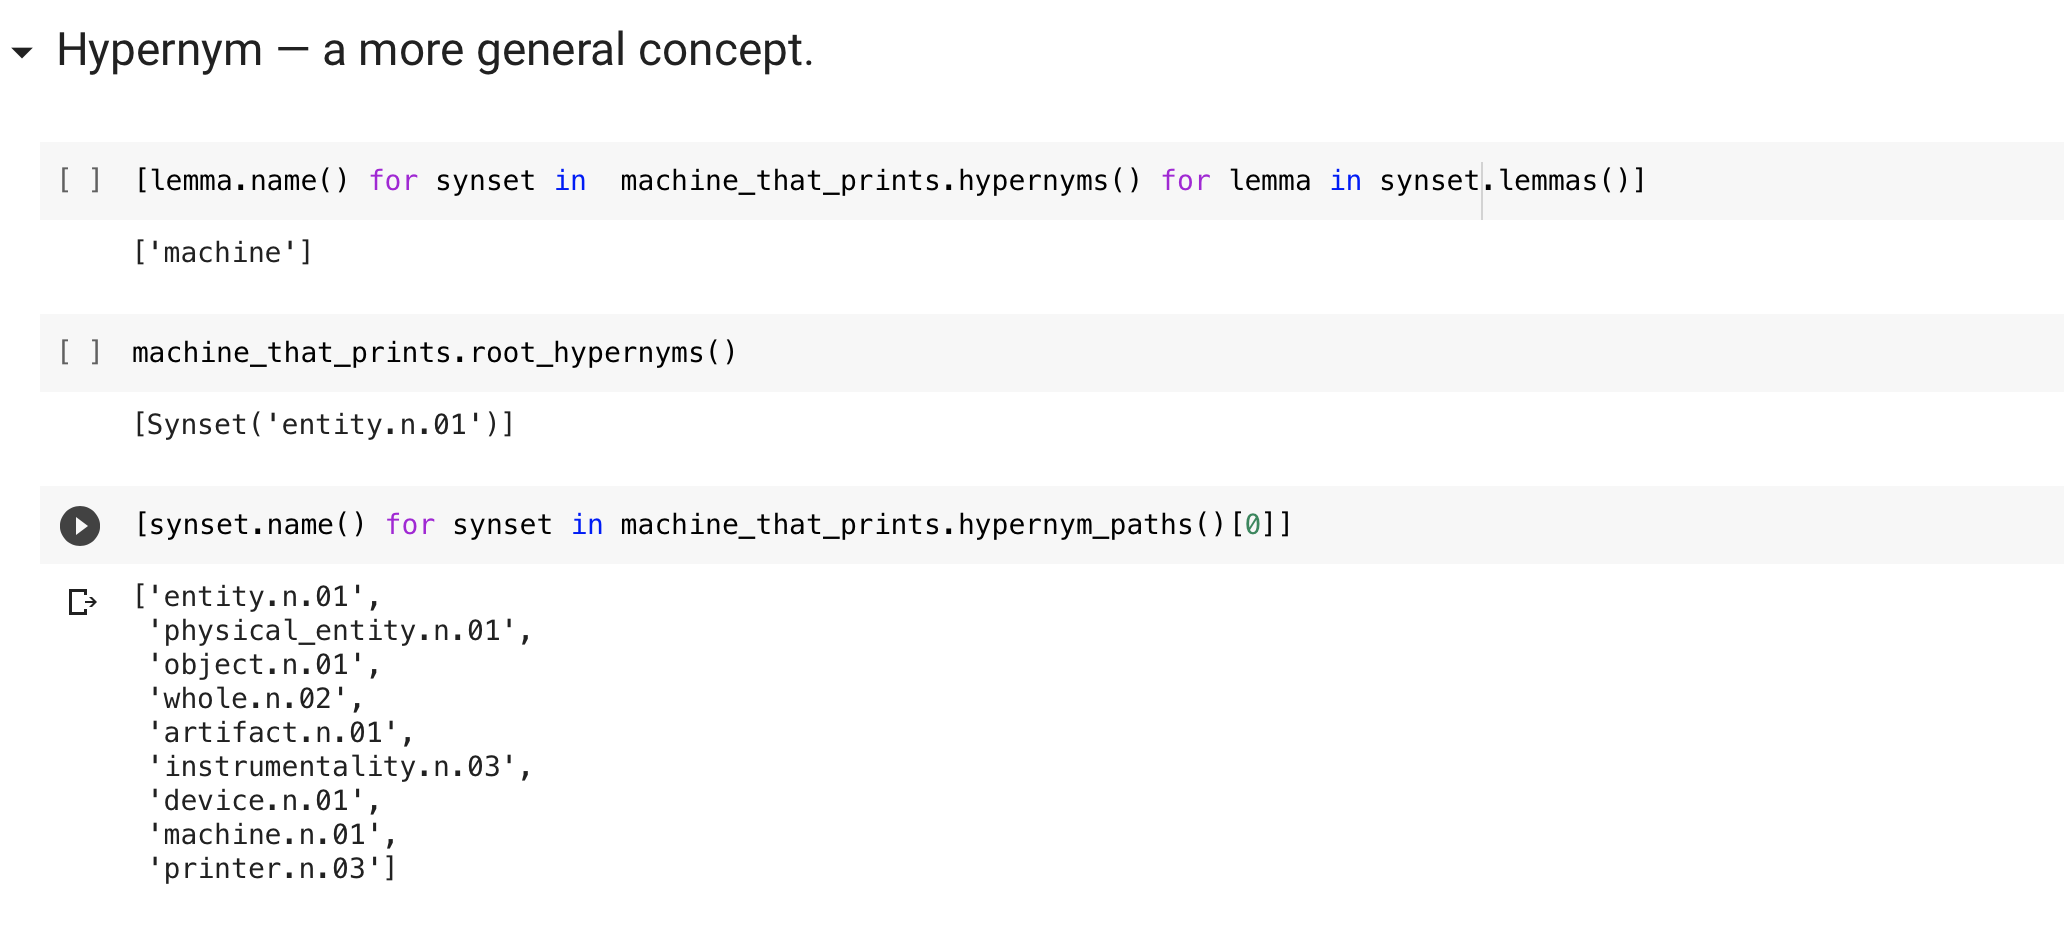 Hypernym — a more general concept.
[ ] [lemma.name() for synset in  machine_that_prints.hypernyms() for lemma in synset.lemmas()]
['machine']
[ ] machine_that_prints.root_hypernyms()
[Synset('entity.n.01')]
[synset.name() for synset in machine_that_prints.hypernym_paths()[0]]
['entity.n.01',
'physical_entity.n.01',
'object.n.01',
'whole.n.02',
'artifact.n.01',
'instrumentality.n.03',
'device.n.01',
'machine.n.01',
'printer.n.03']